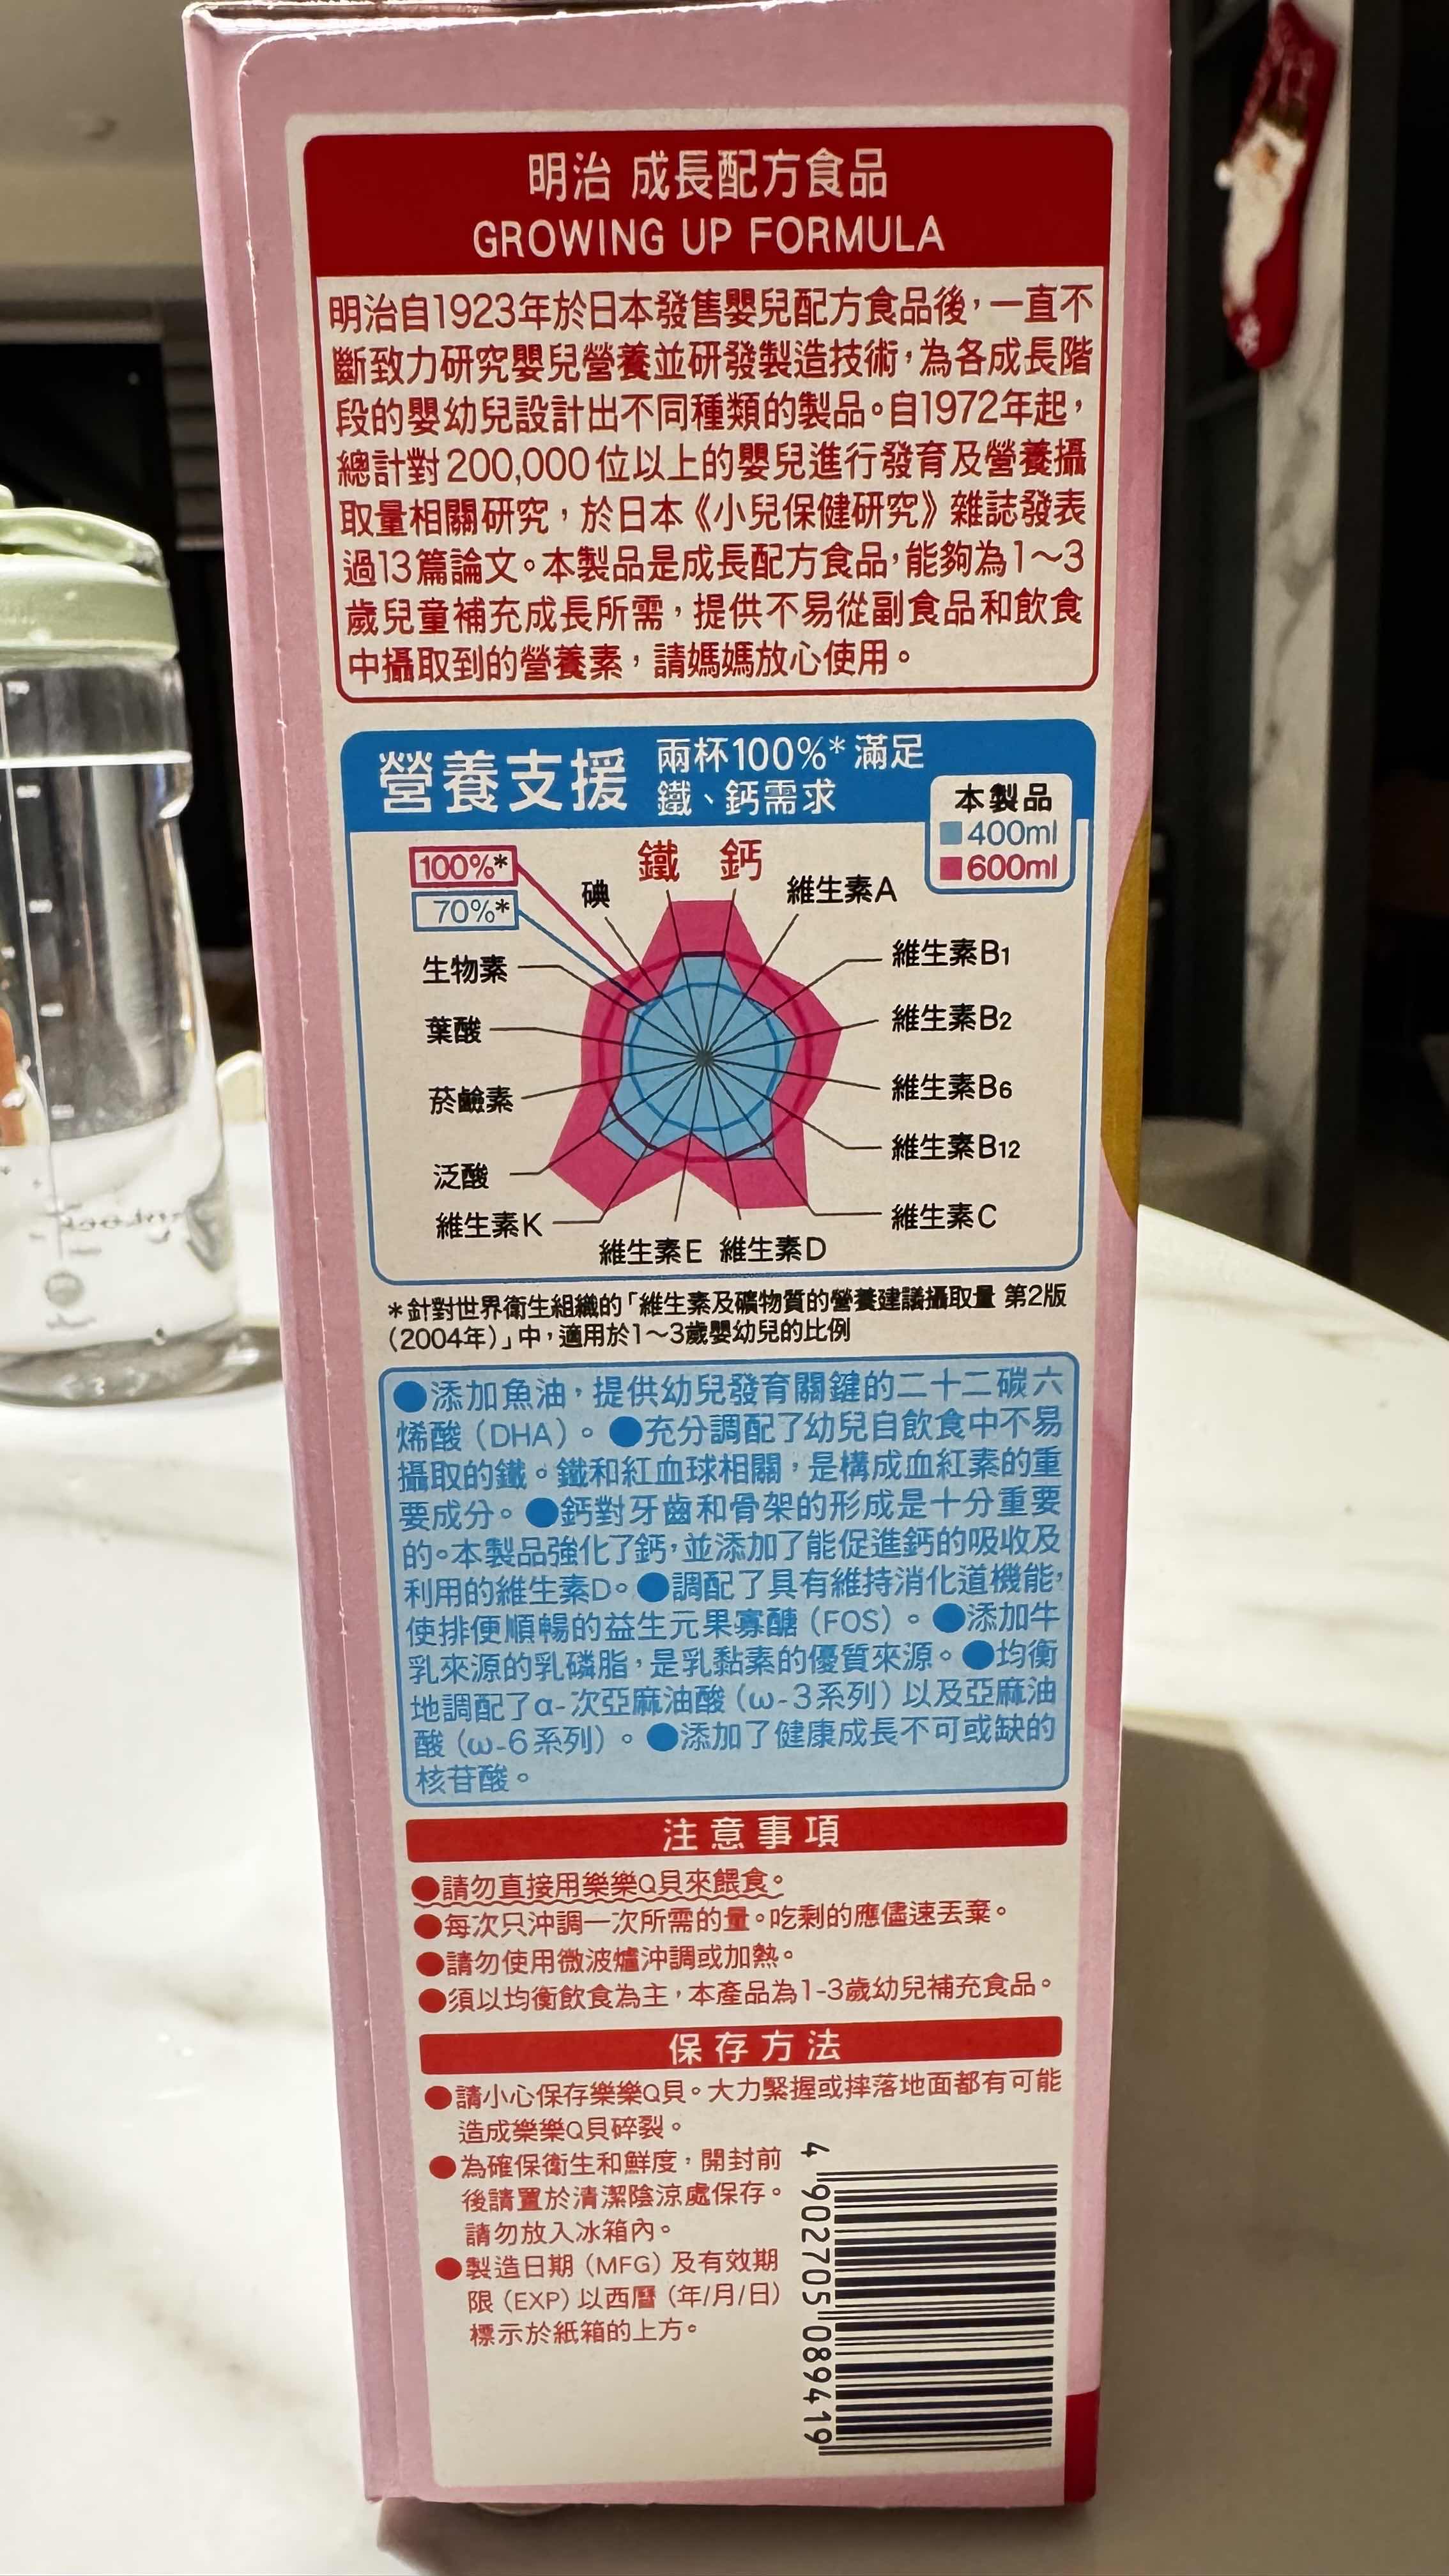 明治 成長配方食品
GROWING UP FORMULA
明治自1923年於日本發售嬰兒配方食品後，一直不
斷致力研究嬰兒營養並研發製造技術，為各成長階
段的嬰幼兒設計出不同種類的製品。自1972年起，
總計對200,000位以上的嬰兒進行發育及營養攝
取量相關研究，於日本《小兒保健研究》雜誌發表
過13篇論文。本製品是成長配方食品，能夠為1～3
歲兒童補充成長所需，提供不易從副食品和飲食
中攝取到的營養素，請媽媽放心使用。
營養支援
兩杯100%*滿足
鐵、鈣需求
本製品
400ml
600ml
100%*
70%*
碘
鐵 鈣
維生素A
生物素
維生素B1
葉酸
維生素B2
菸鹼素
維生素B6
泛酸
維生素B12
維生素K
維生素C
維生素E 維生素D
*針對世界衛生組織的「維生素及礦物質的營養建議攝取量 第2版
（2004年）」中，適用於1～3歲嬰幼兒的比例
●添加魚油，提供幼兒發育關鍵的二十二碳六
烯酸（DHA）。●充分調配了幼兒自飲食中不易
攝取的鐵。鐵和紅血球相關，是構成血紅素的重
要成分。●鈣對牙齒和骨架的形成是十分重要
的。本製品強化了鈣，並添加了能促進鈣的吸收及
利用的維生素D。●調配了具有維持消化道機能，
使排便順暢的益生元果寡醣（FOS）。●添加牛
乳來源的乳磷脂，是乳黏素的優質來源。●均衡
地調配了α-次亞麻油酸（ω-3系列）以及亞麻油
酸（ω-6系列）。●添加了健康成長不可或缺的
核苷酸。
注意事項
●請勿直接用樂樂Q貝來餵食。
●每次只沖調一次所需的量。吃剩的應儘速丟棄。
●請勿使用微波爐沖調或加熱。
●須以均衡飲食為主，本產品為1-3歲幼兒補充食品。
保存方法
●請小心保存樂樂Q貝。大力緊握或摔落地面都有可能
造成樂樂Q貝碎裂。
●為確保衛生和鮮度，開封前
後請置於清潔陰涼處保存。
請勿放入冰箱內。
●製造日期（MFG）及有效期
限（EXP）以西曆（年/月/日）
標示於紙箱的上方。
4 902705 089419